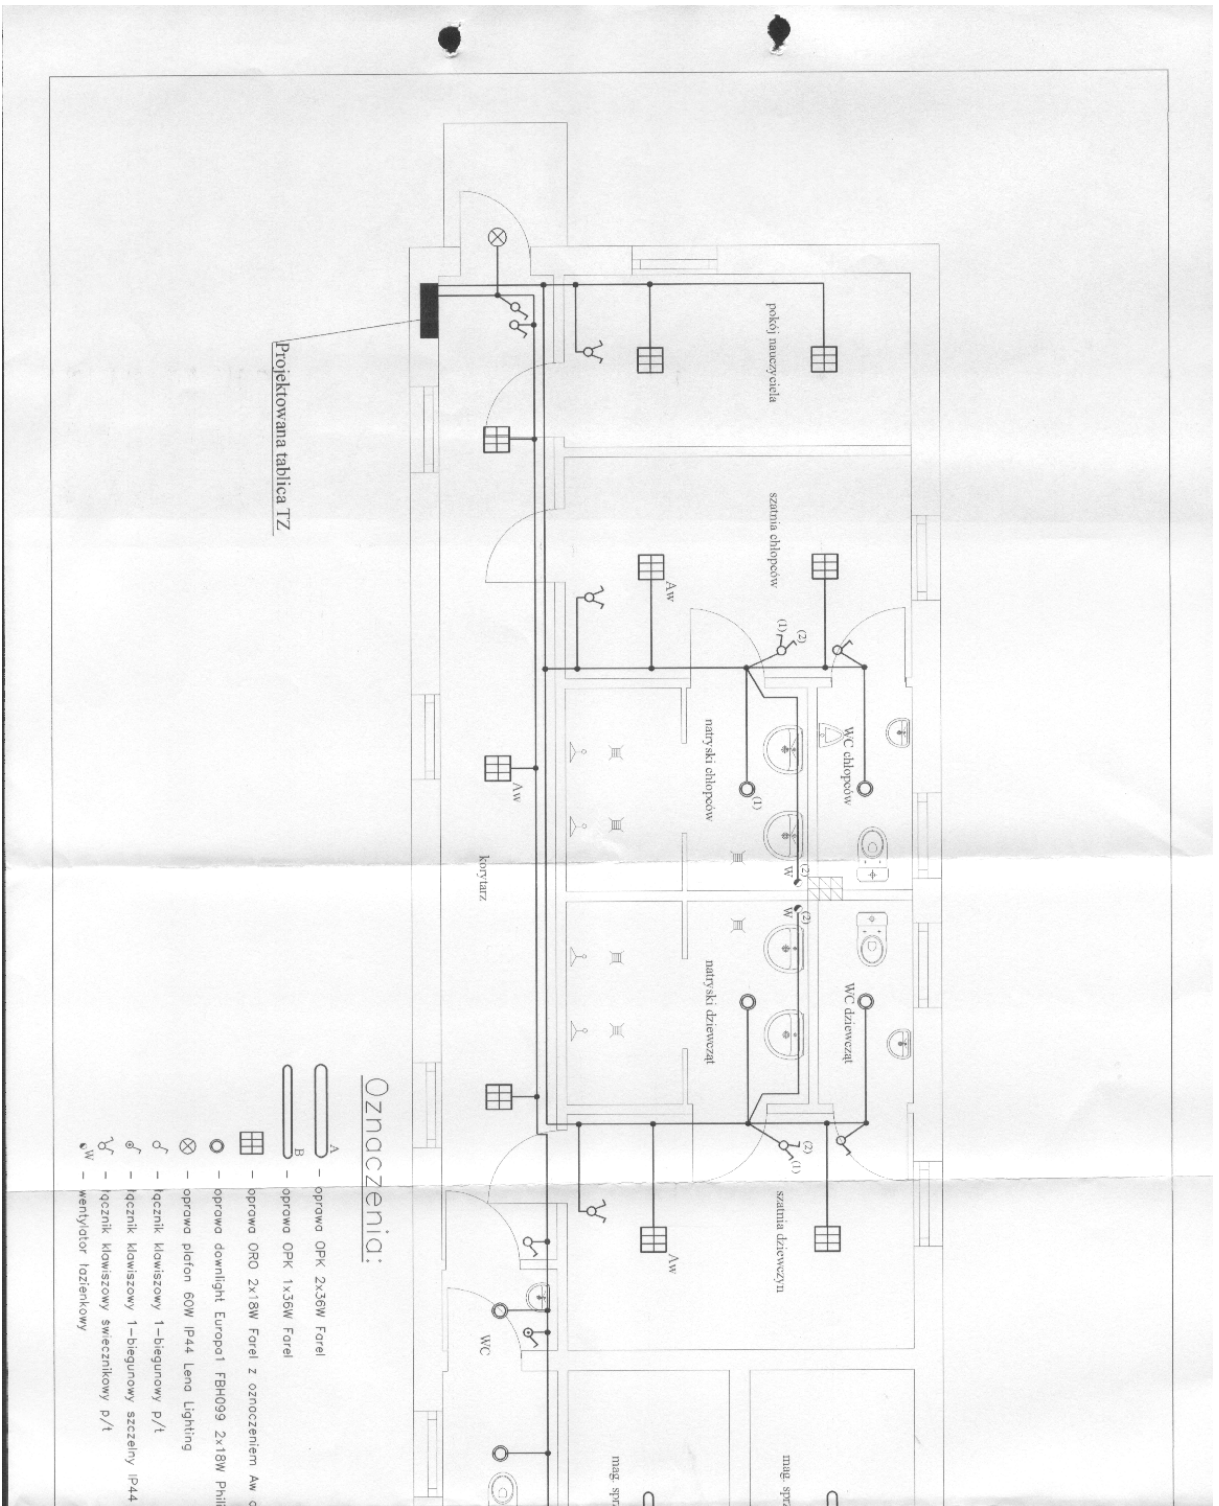 Projektowana tablica TZ
pokój nauczyciela
szatnia chłopców
Aw
(1)
(2)
natryski chłopców
(1)
WC chłopców
Aw
korytarz
W
(2)
W
(2)
natryski dziewcząt
WC dziewcząt
(2)
(1)
szatnia dziewczyn
Aw
WC
mag.
mag.
Oznaczenia:
A
– oprawa OPK 2x36W Farel
B
– oprawa OPK 1x36W Farel
– oprawa ORO 2x18W Farel z oznaczeniem Aw
– oprawa downlight Europa1 FBH099 2x18W
– oprawa plafon 60W IP44 Lena Lighting
– łącznik klawiszowy 1–biegunowy p/t
– łącznik klawiszowy 1–biegunowy szczelny IP44
– łącznik klawiszowy świecznikowy p/t
W
– wentylator łazienkowy